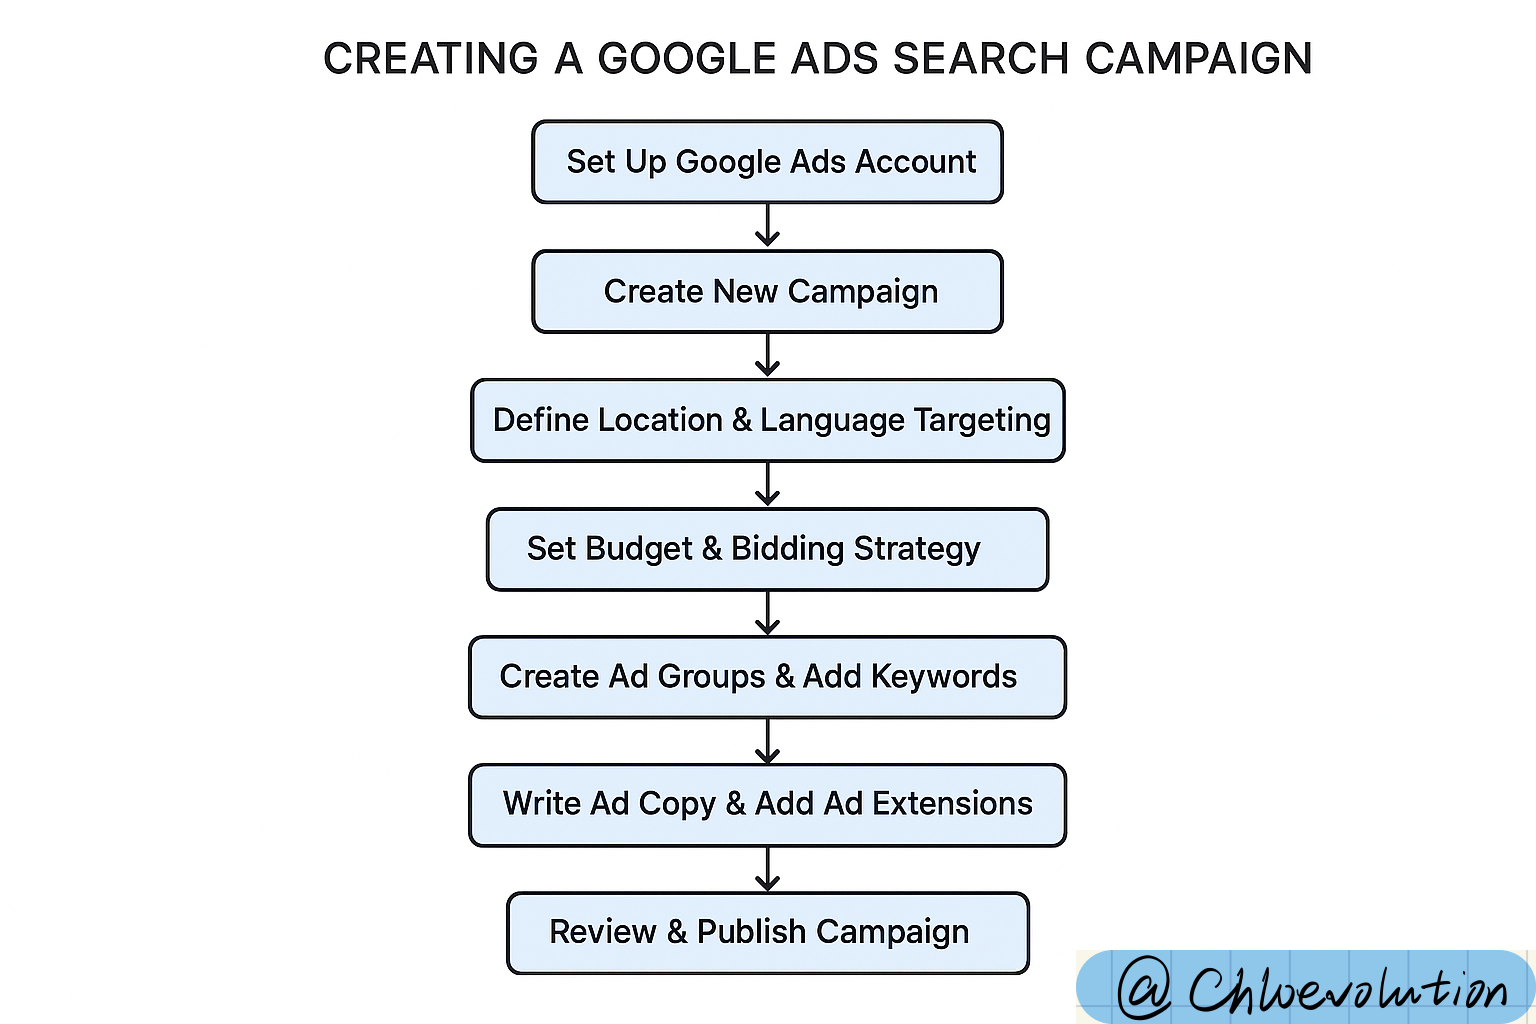 CREATING A GOOGLE ADS SEARCH CAMPAIGN
Set Up Google Ads Account
Create New Campaign
Define Location & Language Targeting
Set Budget & Bidding Strategy
Create Ad Groups & Add Keywords
Write Ad Copy & Add Ad Extensions
Review & Publish Campaign
@ Chloevolution